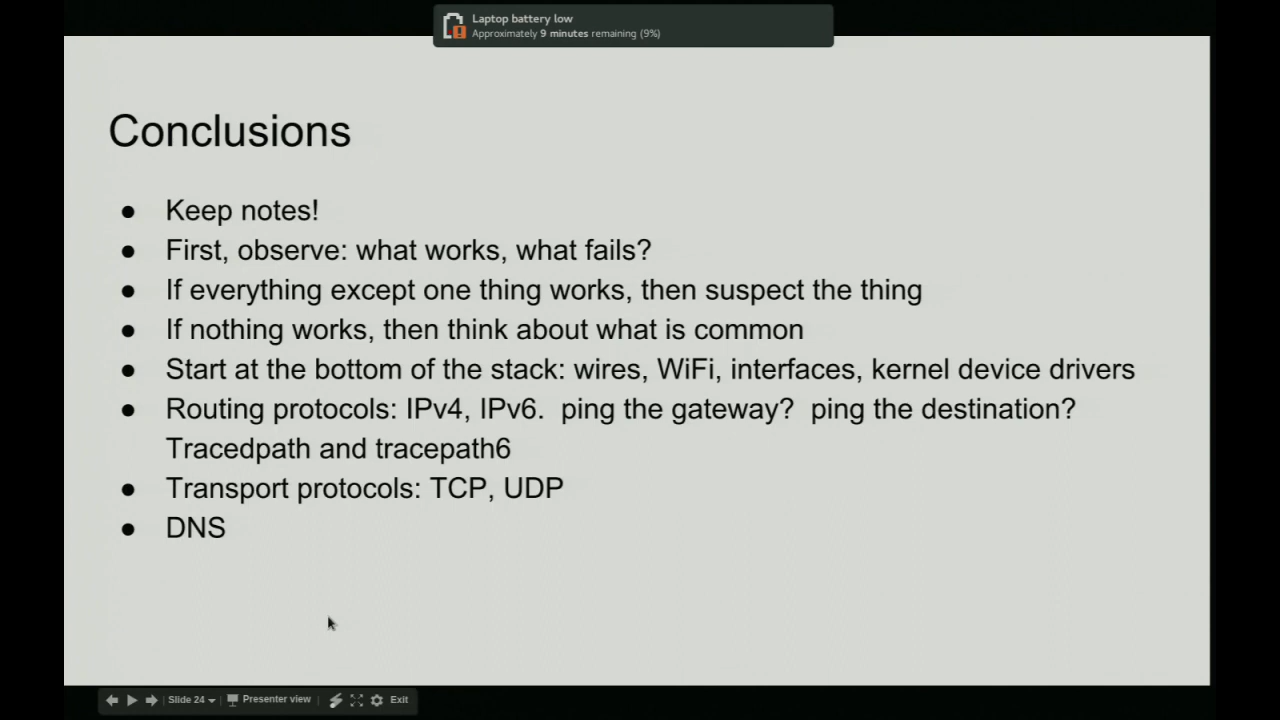 Laptop battery low
Approximately 9 minutes remaining (9%)
Conclusions
● Keep notes!
● First, observe: what works, what fails?
● If everything except one thing works, then suspect the thing
● If nothing works, then think about what is common
● Start at the bottom of the stack: wires, WiFi, interfaces, kernel device drivers
● Routing protocols: IPv4, IPv6.  ping the gateway?  ping the destination?
Tracedpath and tracepath6
● Transport protocols: TCP, UDP
● DNS
Slide 24 Presenter view Exit